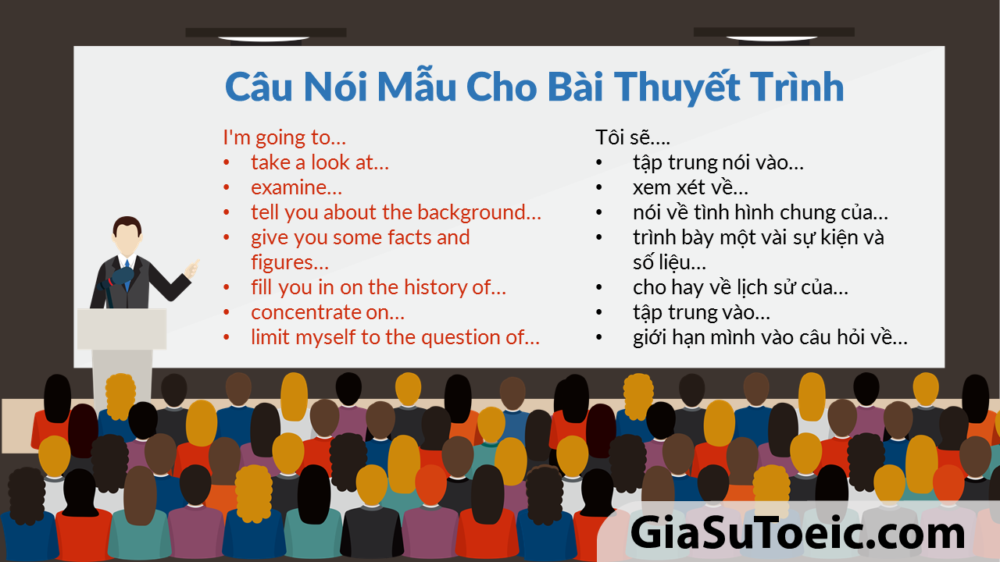 Câu Nói Mẫu Cho Bài Thuyết Trình
I'm going to...
• take a look at...
• examine...
• tell you about the background...
• give you some facts and
figures...
• fill you in on the history of...
• concentrate on...
• limit myself to the question of...
Tôi sẽ....
• tập trung nói vào...
• xem xét về...
• nói về tình hình chung của...
• trình bày một vài sự kiện và
số liệu...
• cho hay về lịch sử của...
• tập trung vào...
• giới hạn mình vào câu hỏi về...
GiaSuToeic.com